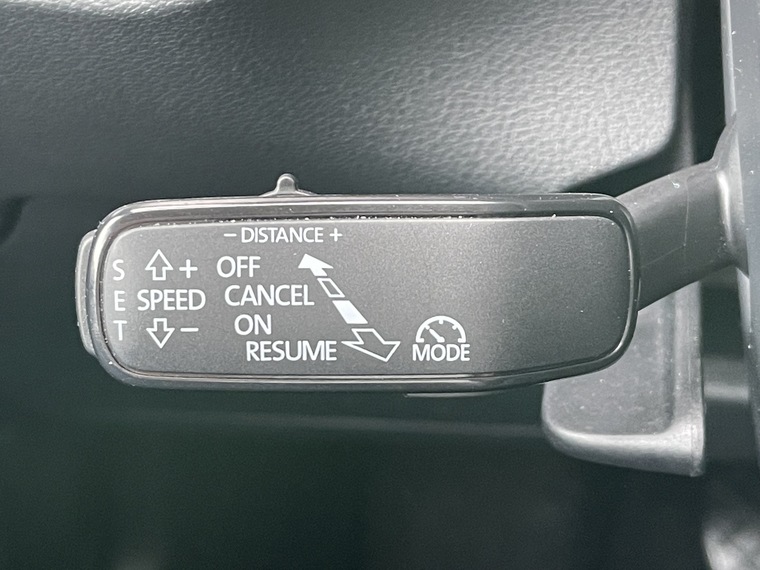 - DISTANCE +
S + OFF
E SPEED CANCEL
T - ON
RESUME MODE